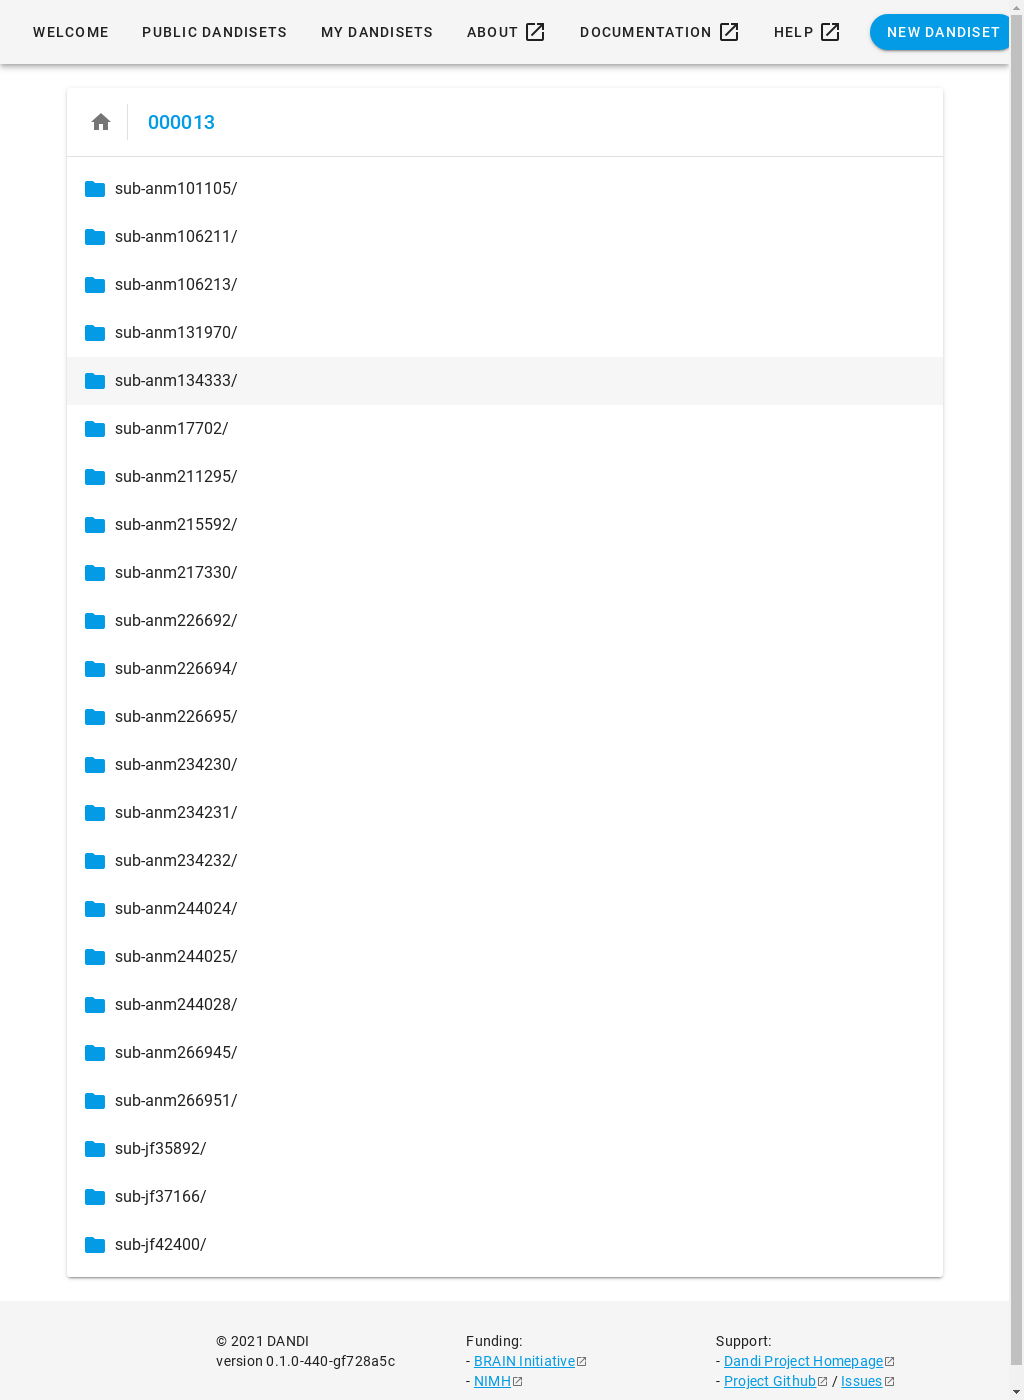 WELCOME PUBLIC DANDISETS MY DANDISETS ABOUT DOCUMENTATION HELP NEW DANDISET
000013
sub-anm101105/
sub-anm106211/
sub-anm106213/
sub-anm131970/
sub-anm134333/
sub-anm17702/
sub-anm211295/
sub-anm215592/
sub-anm217330/
sub-anm226692/
sub-anm226694/
sub-anm226695/
sub-anm234230/
sub-anm234231/
sub-anm234232/
sub-anm244024/
sub-anm244025/
sub-anm244028/
sub-anm266945/
sub-anm266951/
sub-jf35892/
sub-jf37166/
sub-jf42400/
© 2021 DANDI
version 0.1.0-440-gf728a5c
Funding:
- BRAIN Initiative
- NIMH
Support:
- Dandi Project Homepage
- Project Github / Issues